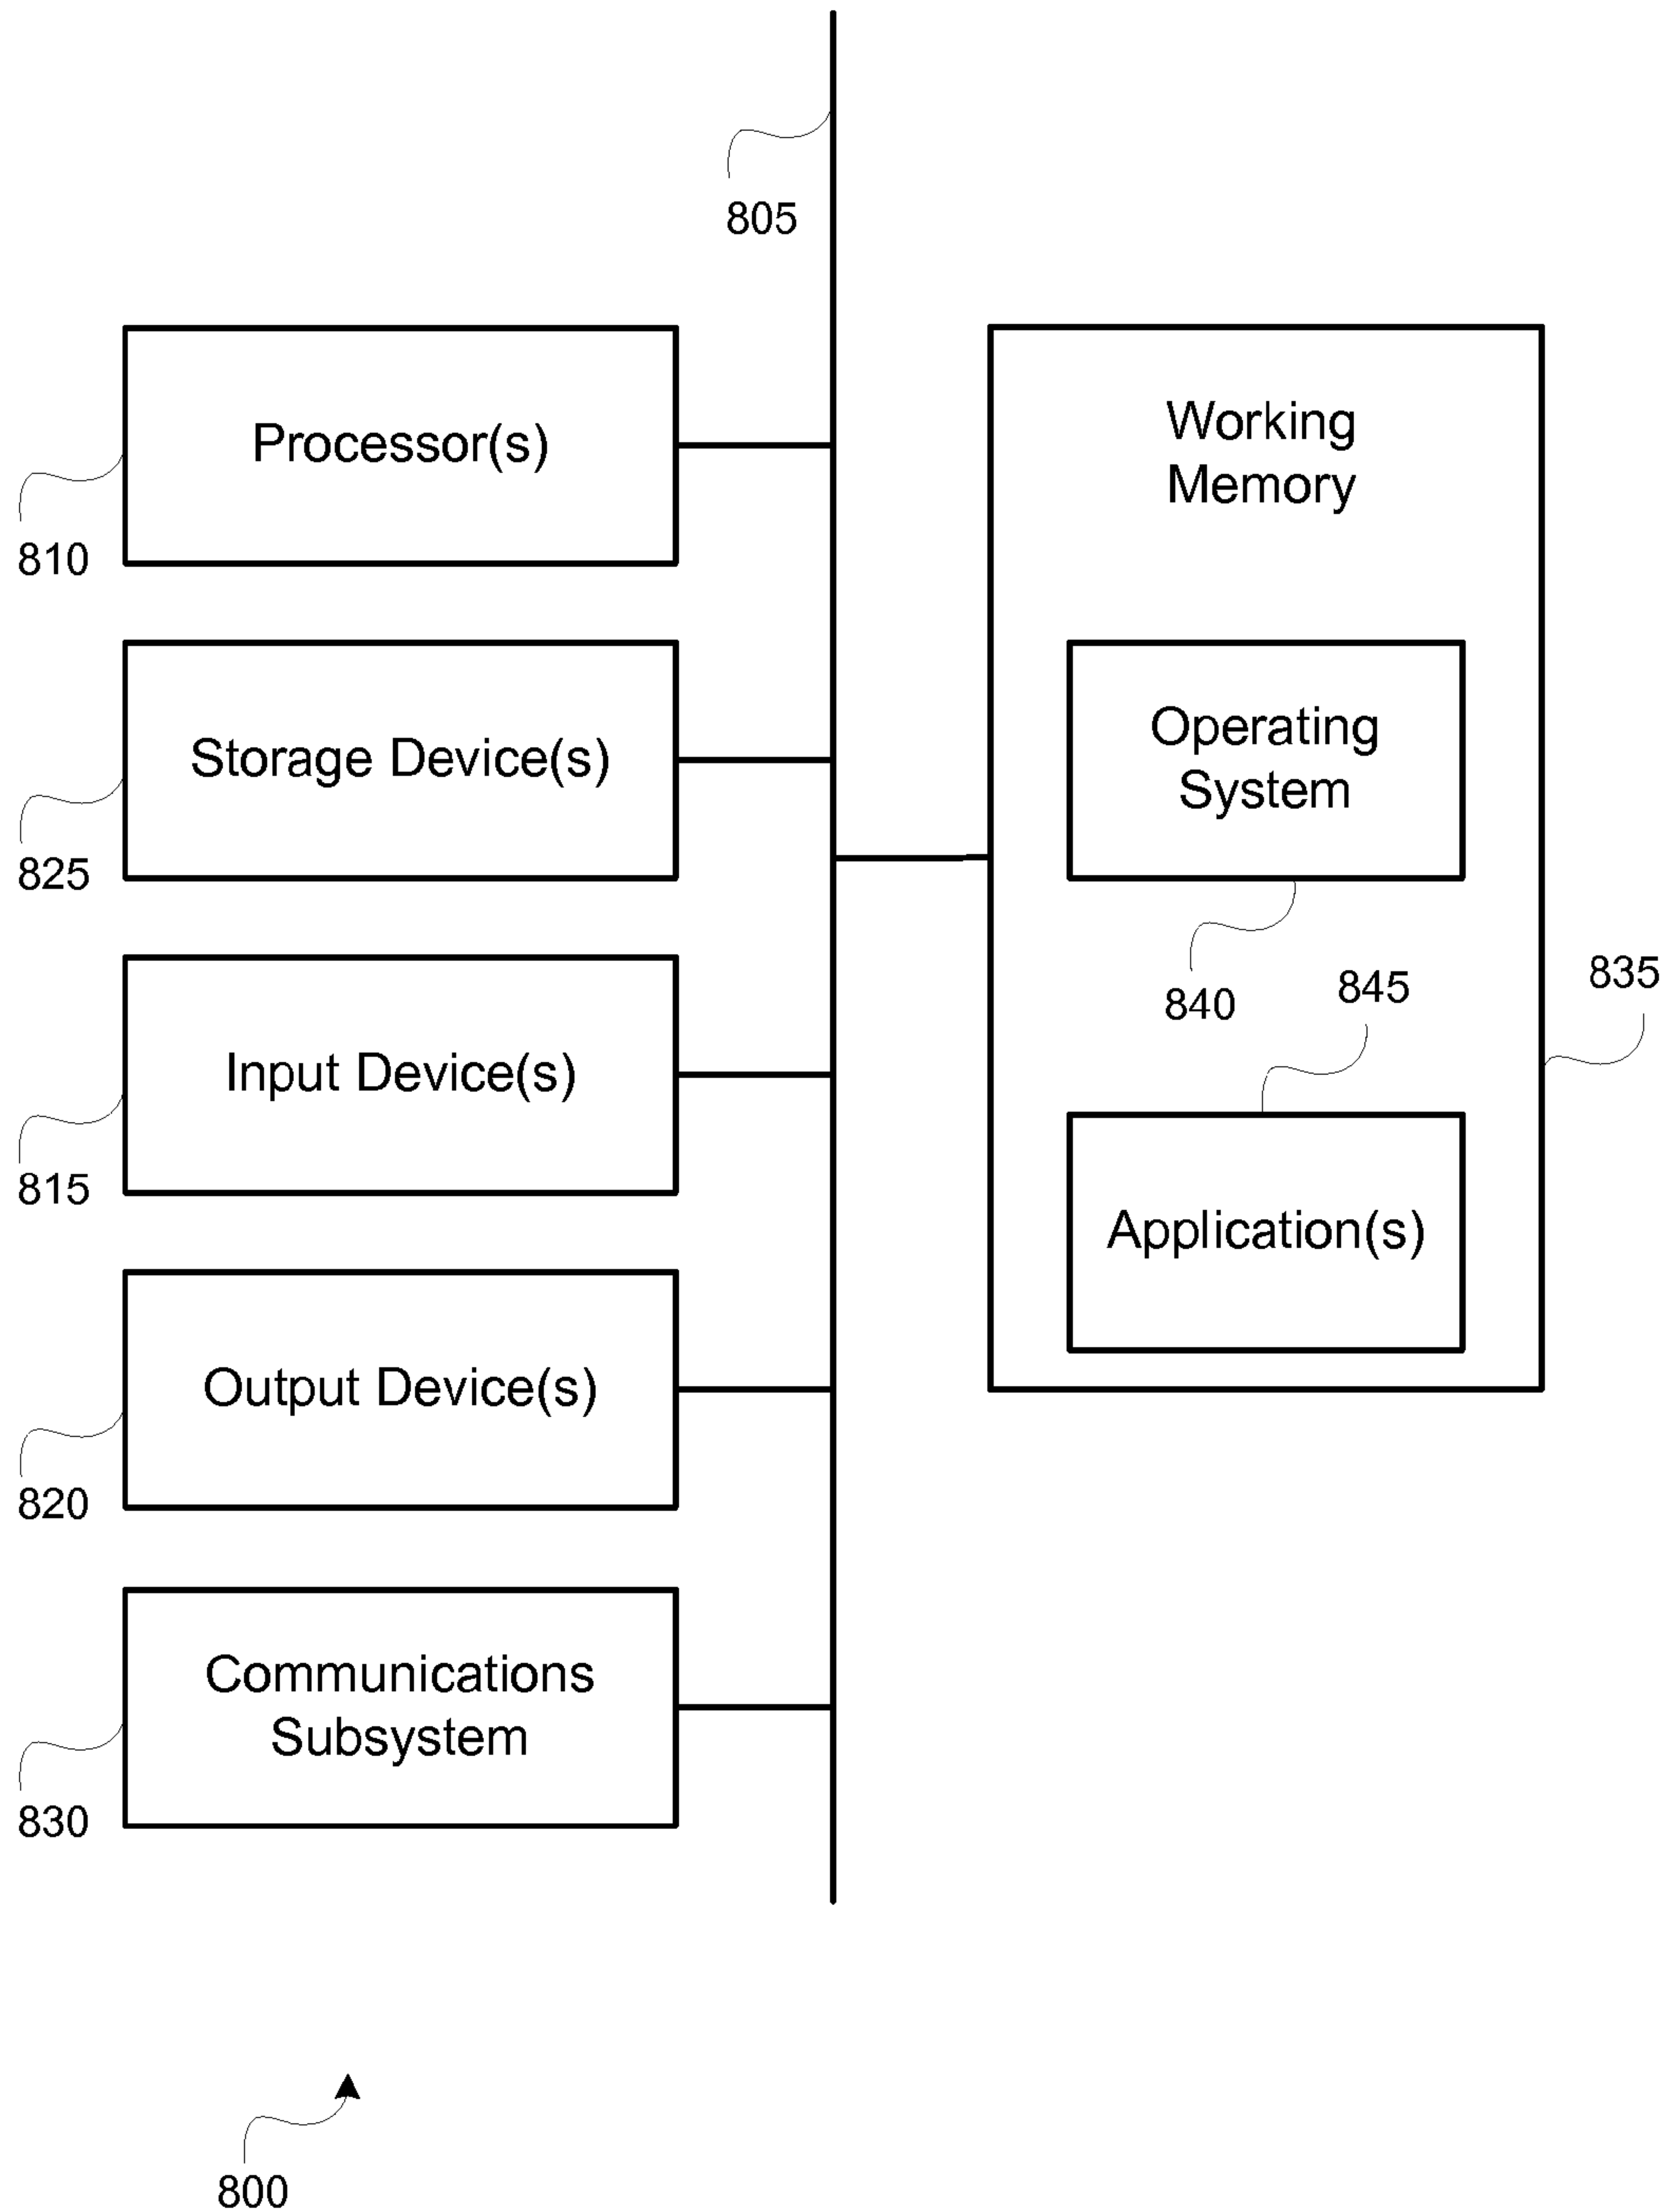 805
Processor(s)
810
Working
Memory
Storage Device(s)
825
Operating
System
840
845
835
Input Device(s)
815
Application(s)
Output Device(s)
820
Communications
Subsystem
830
800